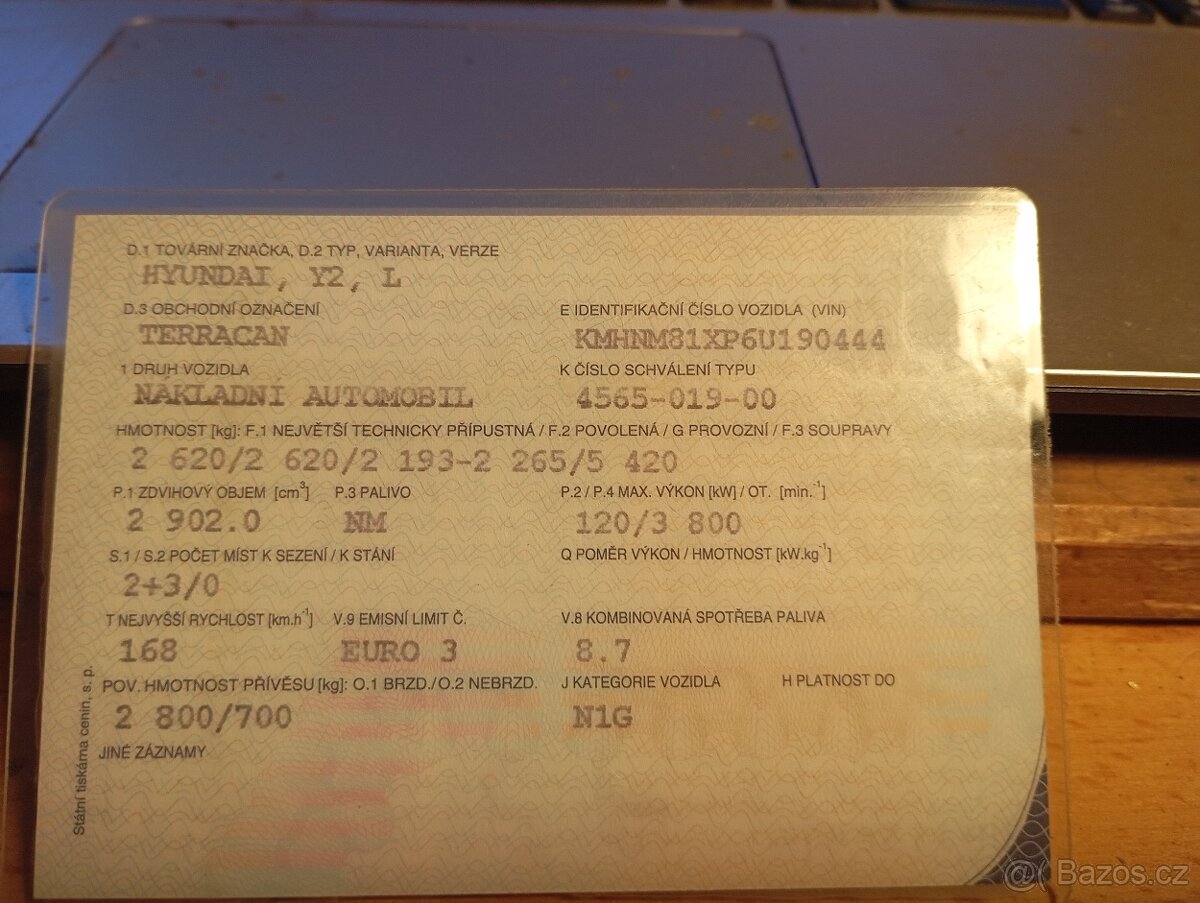 D.1 TOVÁRNÍ ZNAČKA, D.2 TYP, VARIANTA, VERZE
HYUNDAI, Y2, L
D.3 OBCHODNÍ OZNAČENÍ E IDENTIFIKAČNÍ ČÍSLO VOZIDLA (VIN)
TERRACAN KMHNM81XP6U190444
1 DRUH VOZIDLA K ČÍSLO SCHVÁLENÍ TYPU
NAKLADNI AUTOMOBIL 4565-019-00
HMOTNOST [kg]: F.1 NEJVĚTŠÍ TECHNICKY PŘÍPUSTNÁ / F.2 POVOLENÁ / G PROVOZNÍ / F.3 SOUPRAVY
2 620/2 620/2 193-2 265/5 420
P.1 ZDVIHOVÝ OBJEM [cm³] P.3 PALIVO P.2 / P.4 MAX. VÝKON [kW] / OT. [min.⁻¹]
2 902.0 NM 120/3 800
S.1 / S.2 POČET MÍST K SEZENÍ / K STÁNÍ Q POMĚR VÝKON / HMOTNOST [kW.kg⁻¹]
2+3/0
T NEJVYŠŠÍ RYCHLOST [km.h⁻¹] V.9 EMISNÍ LIMIT Č. V.8 KOMBINOVANÁ SPOTŘEBA PALIVA
168 EURO 3 8.7
POV. HMOTNOST PŘÍVĚSU [kg]: O.1 BRZD./O.2 NEBRZD. J KATEGORIE VOZIDLA H PLATNOST DO
2 800/700 N1G
JINÉ ZÁZNAMY
Státní tiskárna cenin, s. p.
@ Bazos.cz